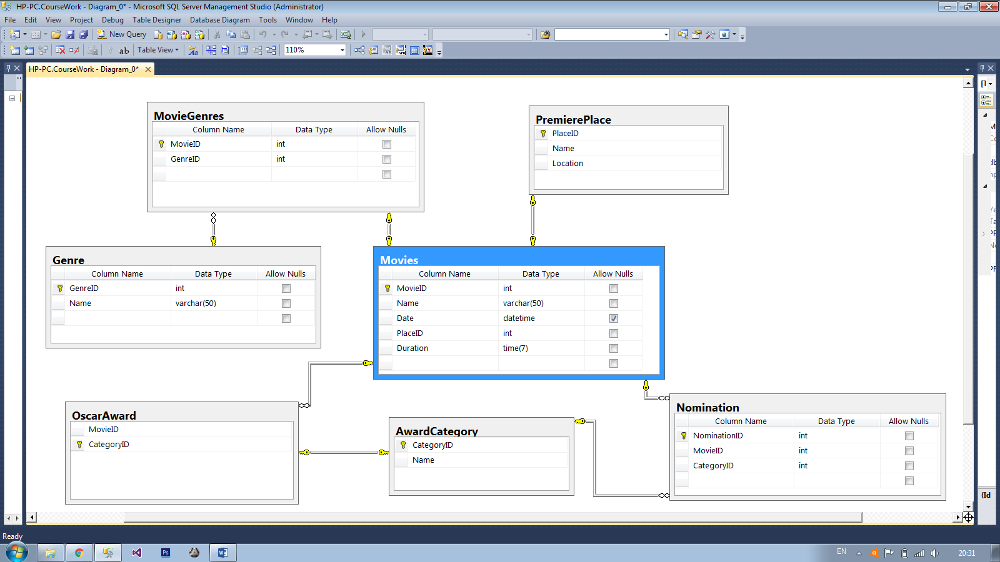 HP-PC.CourseWork - Diagram_0* - Microsoft SQL Server Management Studio (Administrator)
File Edit View Project Debug Table Designer Database Diagram Tools Window Help
New Query
Table View 110%
HP-PC.CourseWork - Diagram_0*
MovieGenres
Column Name Data Type Allow Nulls
MovieID int
GenreID int
PremierePlace
PlaceID
Name
Location
Genre
Column Name Data Type Allow Nulls
GenreID int
Name varchar(50)
Movies
Column Name Data Type Allow Nulls
MovieID int
Name varchar(50)
Date datetime
PlaceID int
Duration time(7)
OscarAward
MovieID
CategoryID
AwardCategory
CategoryID
Name
Nomination
Column Name Data Type Allow Nulls
NominationID int
MovieID int
CategoryID int
(Id
Ready
EN 20:31